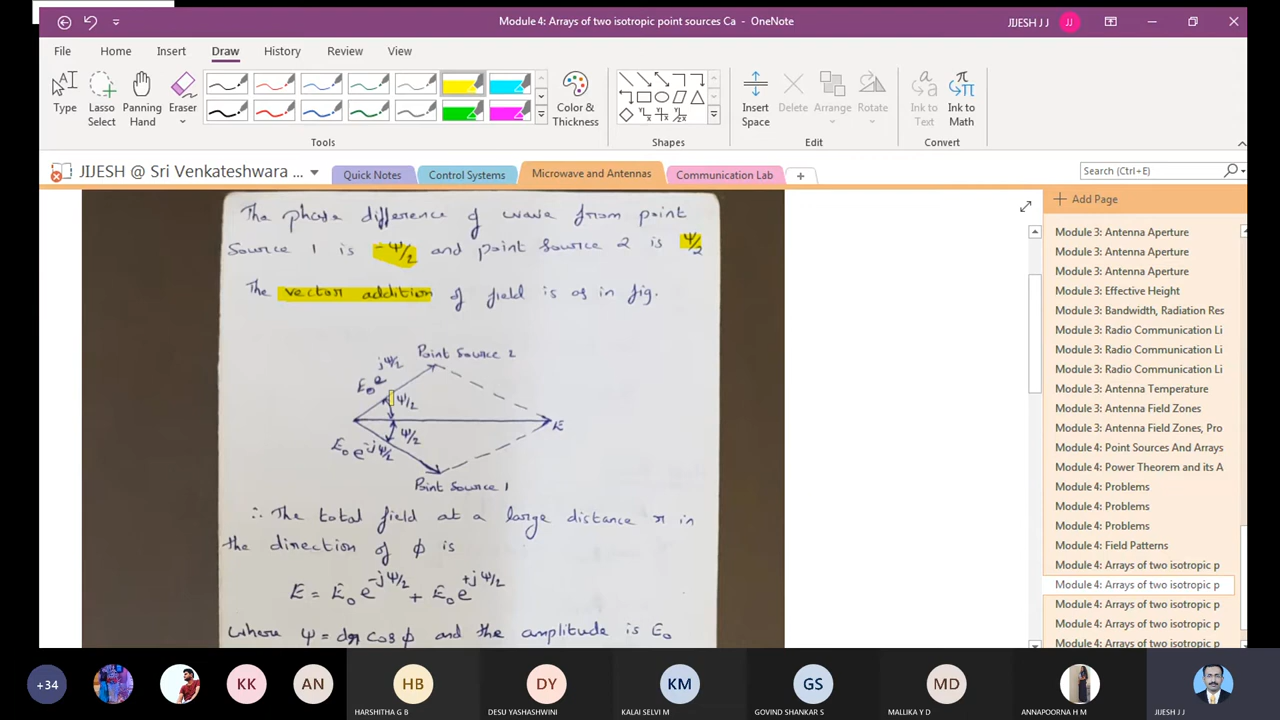 Module 4: Arrays of two isotropic point sources Ca - OneNote
JIJESH J J
JJ
File Home Insert Draw History Review View
Type
Lasso Select
Panning Hand
Eraser
Color & Thickness
Insert Space
Delete
Arrange
Rotate
Ink to Text
Ink to Math
Tools
Shapes
Edit
Convert
JIJESH @ Sri Venkateshwara ...
Quick Notes
Control Systems
Microwave and Antennas
Communication Lab
Search (Ctrl+E)
Add Page
The phase difference of wave from point
Source 1 is -Ψ/2 and point source 2 is Ψ/2
The vector addition of field is as in fig.
Point Source 2
E₀e^(jΨ/2)
Ψ/2
E
Ψ/2
E₀e^(-jΨ/2)
Point Source 1
∴ The total field at a large distance r in
the direction of φ is
E = E₀e^(-jΨ/2) + E₀e^(+jΨ/2)
where Ψ = dr cos φ and the amplitude is E₀
Module 3: Antenna Aperture
Module 3: Antenna Aperture
Module 3: Antenna Aperture
Module 3: Effective Height
Module 3: Bandwidth, Radiation Res
Module 3: Radio Communication Li
Module 3: Radio Communication Li
Module 3: Radio Communication Li
Module 3: Antenna Temperature
Module 3: Antenna Field Zones
Module 3: Antenna Field Zones, Pro
Module 4: Point Sources And Arrays
Module 4: Power Theorem and its A
Module 4: Problems
Module 4: Problems
Module 4: Problems
Module 4: Field Patterns
Module 4: Arrays of two isotropic p
Module 4: Arrays of two isotropic p
Module 4: Arrays of two isotropic p
Module 4: Arrays of two isotropic p
Module 4: Arrays of two isotropic p
+34
KK
AN
HB
HARSHITHA G B
DY
DESU YASHASHWINI
KM
KALAI SELVI M
GS
GOVIND SHANKAR S
MD
MALLIKA Y D
ANNAPOORNA H M
JIJESH J J